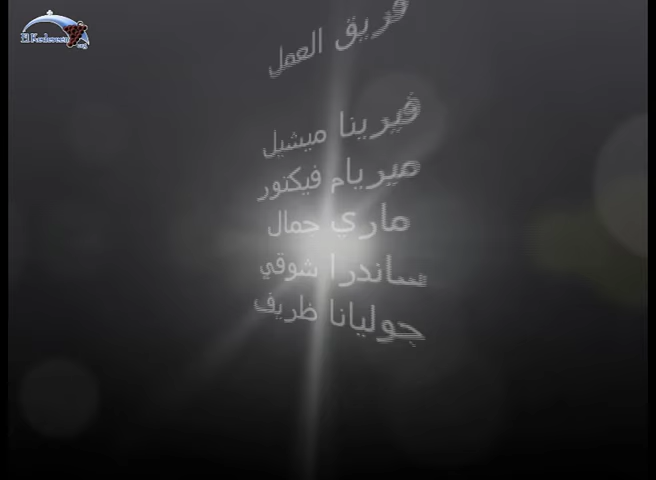 فريق العمل
فيرينا ميشيل
ميريام فيكتور
ماري جمال
ساندرا شوقي
جوليانا ظريف